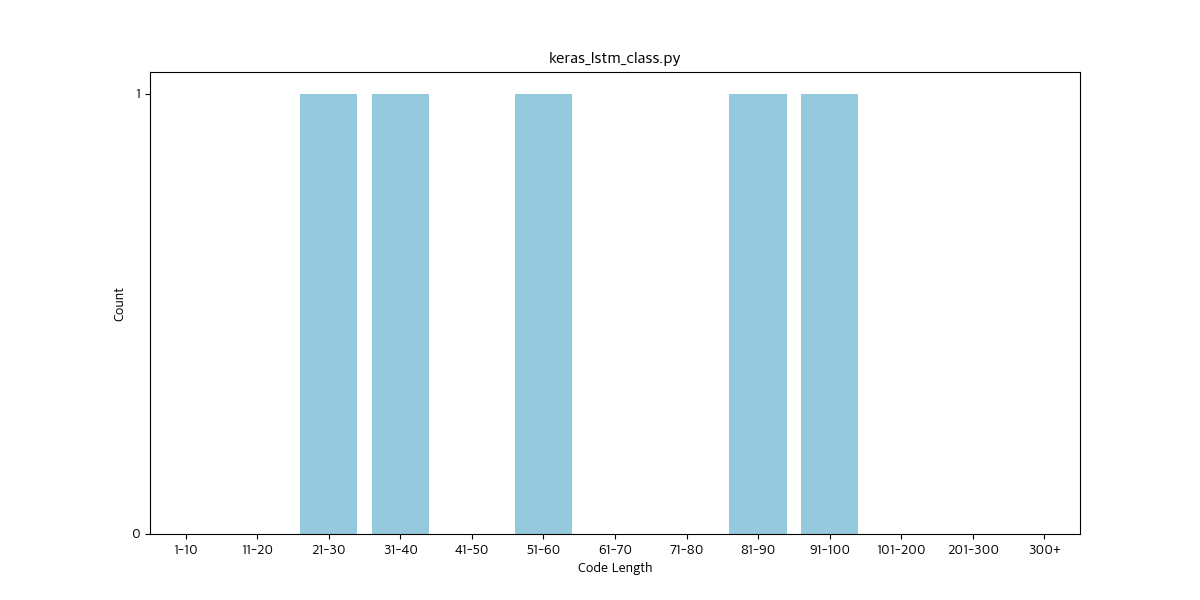 keras_lstm_class.py
Count
1
0
1-10 11-20 21-30 31-40 41-50 51-60 61-70 71-80 81-90 91-100 101-200 201-300 300+
Code Length